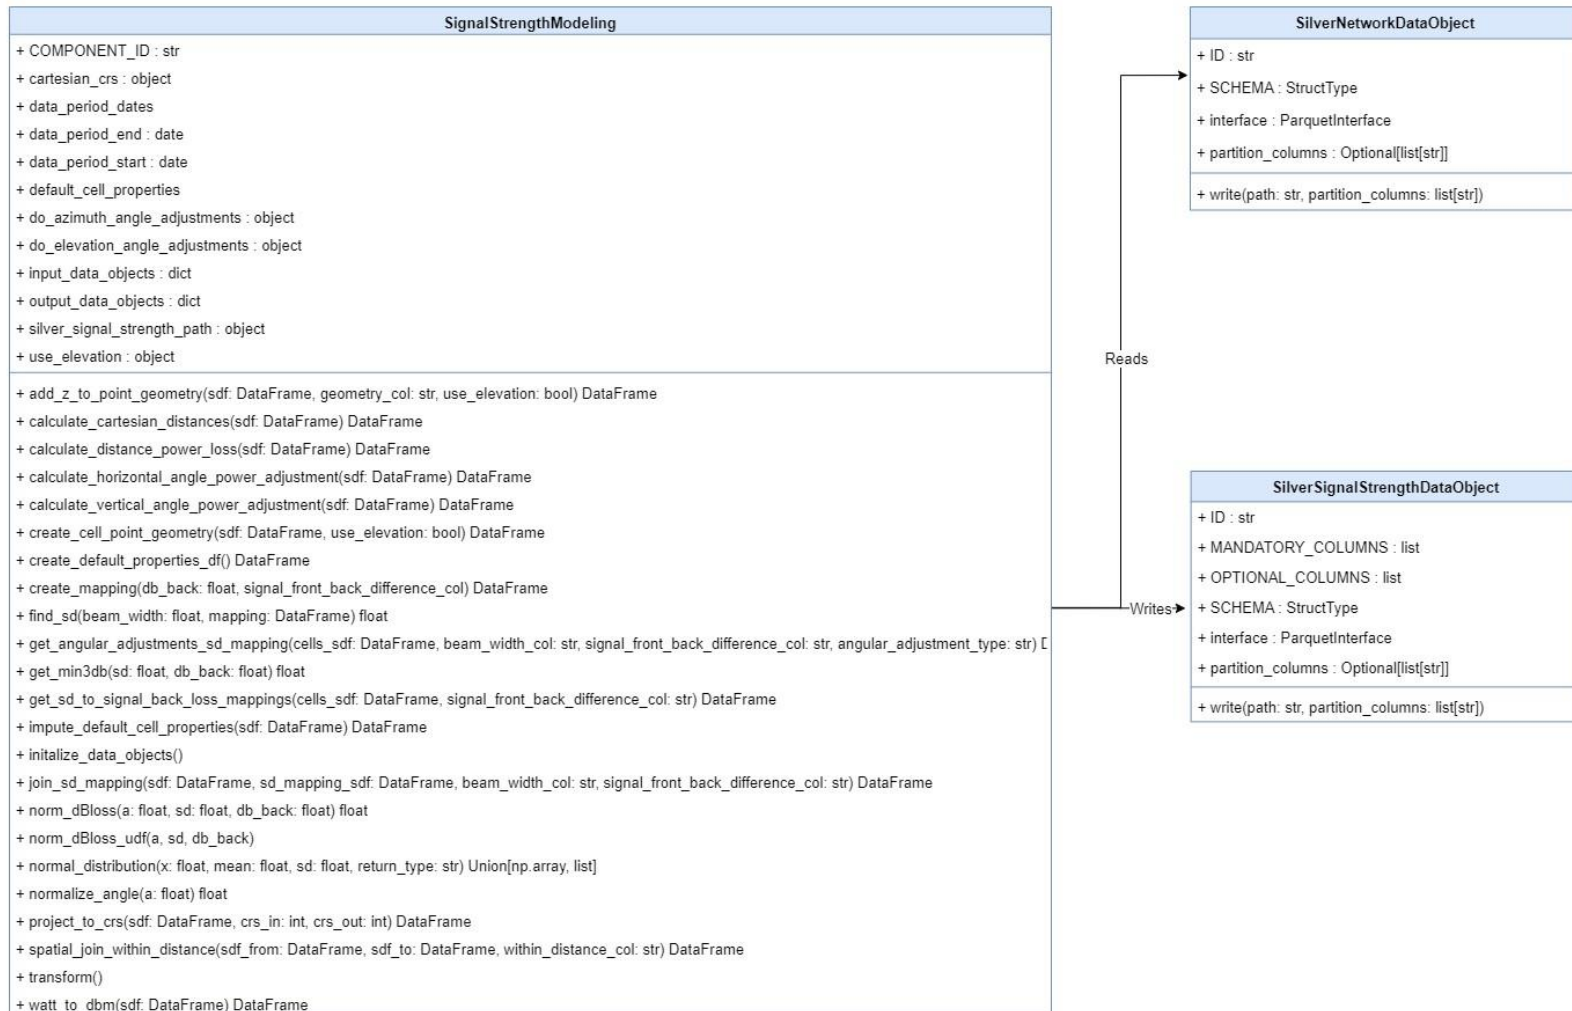 SignalStrengthModeling
+ COMPONENT_ID : str
+ cartesian_crs : object
+ data_period_dates
+ data_period_end : date
+ data_period_start : date
+ default_cell_properties
+ do_azimuth_angle_adjustments : object
+ do_elevation_angle_adjustments : object
+ input_data_objects : dict
+ output_data_objects : dict
+ silver_signal_strength_path : object
+ use_elevation : object
+ add_z_to_point_geometry(sdf: DataFrame, geometry_col: str, use_elevation: bool) DataFrame
+ calculate_cartesian_distances(sdf: DataFrame) DataFrame
+ calculate_distance_power_loss(sdf: DataFrame) DataFrame
+ calculate_horizontal_angle_power_adjustment(sdf: DataFrame) DataFrame
+ calculate_vertical_angle_power_adjustment(sdf: DataFrame) DataFrame
+ create_cell_point_geometry(sdf: DataFrame, use_elevation: bool) DataFrame
+ create_default_properties_df() DataFrame
+ create_mapping(db_back: float, signal_front_back_difference_col) DataFrame
+ find_sd(beam_width: float, mapping: DataFrame) float
+ get_angular_adjustments_sd_mapping(cells_sdf: DataFrame, beam_width_col: str, signal_front_back_difference_col: str, angular_adjustment_type: str)
+ get_min3db(sd: float, db_back: float) float
+ get_sd_to_signal_back_loss_mappings(cells_sdf: DataFrame, signal_front_back_difference_col: str) DataFrame
+ impute_default_cell_properties(sdf: DataFrame) DataFrame
+ initalize_data_objects()
+ join_sd_mapping(sdf: DataFrame, sd_mapping_sdf: DataFrame, beam_width_col: str, signal_front_back_difference_col: str) DataFrame
+ norm_dBloss(a: float, sd: float, db_back: float) float
+ norm_dBloss_udf(a, sd, db_back)
+ normal_distribution(x: float, mean: float, sd: float, return_type: str) Union[np.array, list]
+ normalize_angle(a: float) float
+ project_to_crs(sdf: DataFrame, crs_in: int, crs_out: int) DataFrame
+ spatial_join_within_distance(sdf_from: DataFrame, sdf_to: DataFrame, within_distance_col: str) DataFrame
+ transform()
+ watt_to_dbm(sdf: DataFrame) DataFrame
Reads
Writes
SilverNetworkDataObject
+ ID : str
+ SCHEMA : StructType
+ interface : ParquetInterface
+ partition_columns : Optional[list[str]]
+ write(path: str, partition_columns: list[str])
SilverSignalStrengthDataObject
+ ID : str
+ MANDATORY_COLUMNS : list
+ OPTIONAL_COLUMNS : list
+ SCHEMA : StructType
+ interface : ParquetInterface
+ partition_columns : Optional[list[str]]
+ write(path: str, partition_columns: list[str])